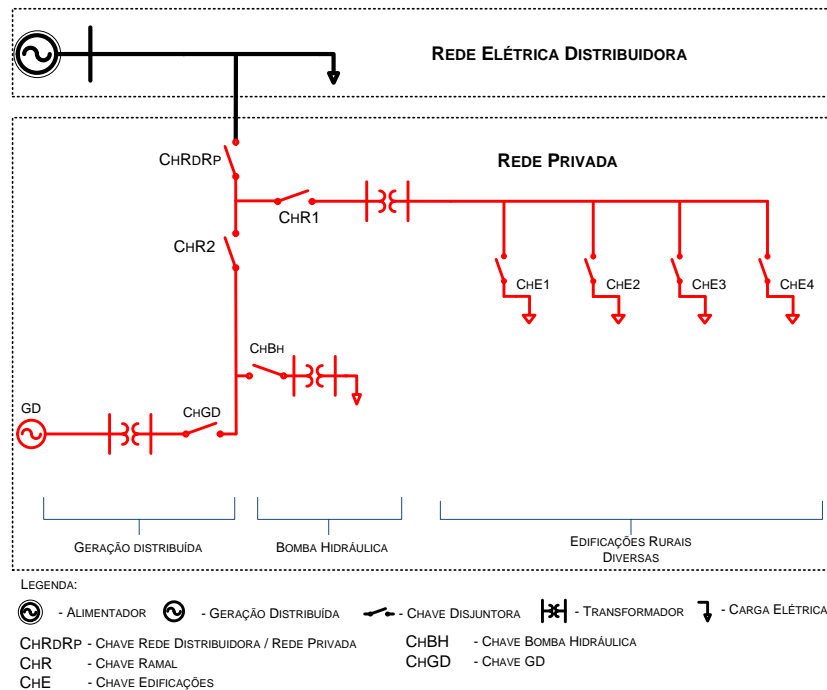 REDE ELÉTRICA DISTRIBUIDORA
CHRDRP
REDE PRIVADA
CHR1
CHR2
CHE1
CHE2
CHE3
CHE4
CHBH
GD
CHGD
GERAÇÃO DISTRIBUÍDA
BOMBA HIDRÁULICA
EDIFICAÇÕES RURAIS
DIVERSAS
LEGENDA:
- ALIMENTADOR
- GERAÇÃO DISTRIBUÍDA
- CHAVE DISJUNTORA
- TRANSFORMADOR
- CARGA ELÉTRICA
CHRDRP - CHAVE REDE DISTRIBUIDORA / REDE PRIVADA
CHBH - CHAVE BOMBA HIDRÁULICA
CHR - CHAVE RAMAL
CHGD - CHAVE GD
CHE - CHAVE EDIFICAÇÕES